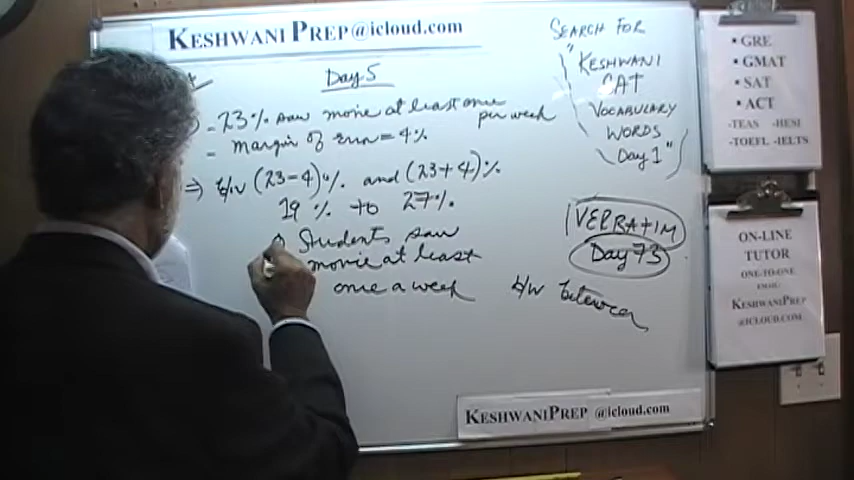 KESHWANI PREP@icloud.com
Day 5
- 23% saw movie at least once
per week
- margin of error = 4%
⇒ b/w (23-4)% and (23+4)%
19 % to 27%
Students saw
movie at least
once a week
b/w between
SEARCH FOR
"KESHWANI
CAT
VOCABULARY
WORDS
Day 1"
VERBATIM
Day 73
• GRE
• GMAT
• SAT
• ACT
-TEAS -HESI
-TOEFL -IELTS
ON-LINE
TUTOR
ONE-TO-ONE
EMAIL:
KESHWANIPREP
@ICLOUD.COM
KESHWANIPREP @icloud.com